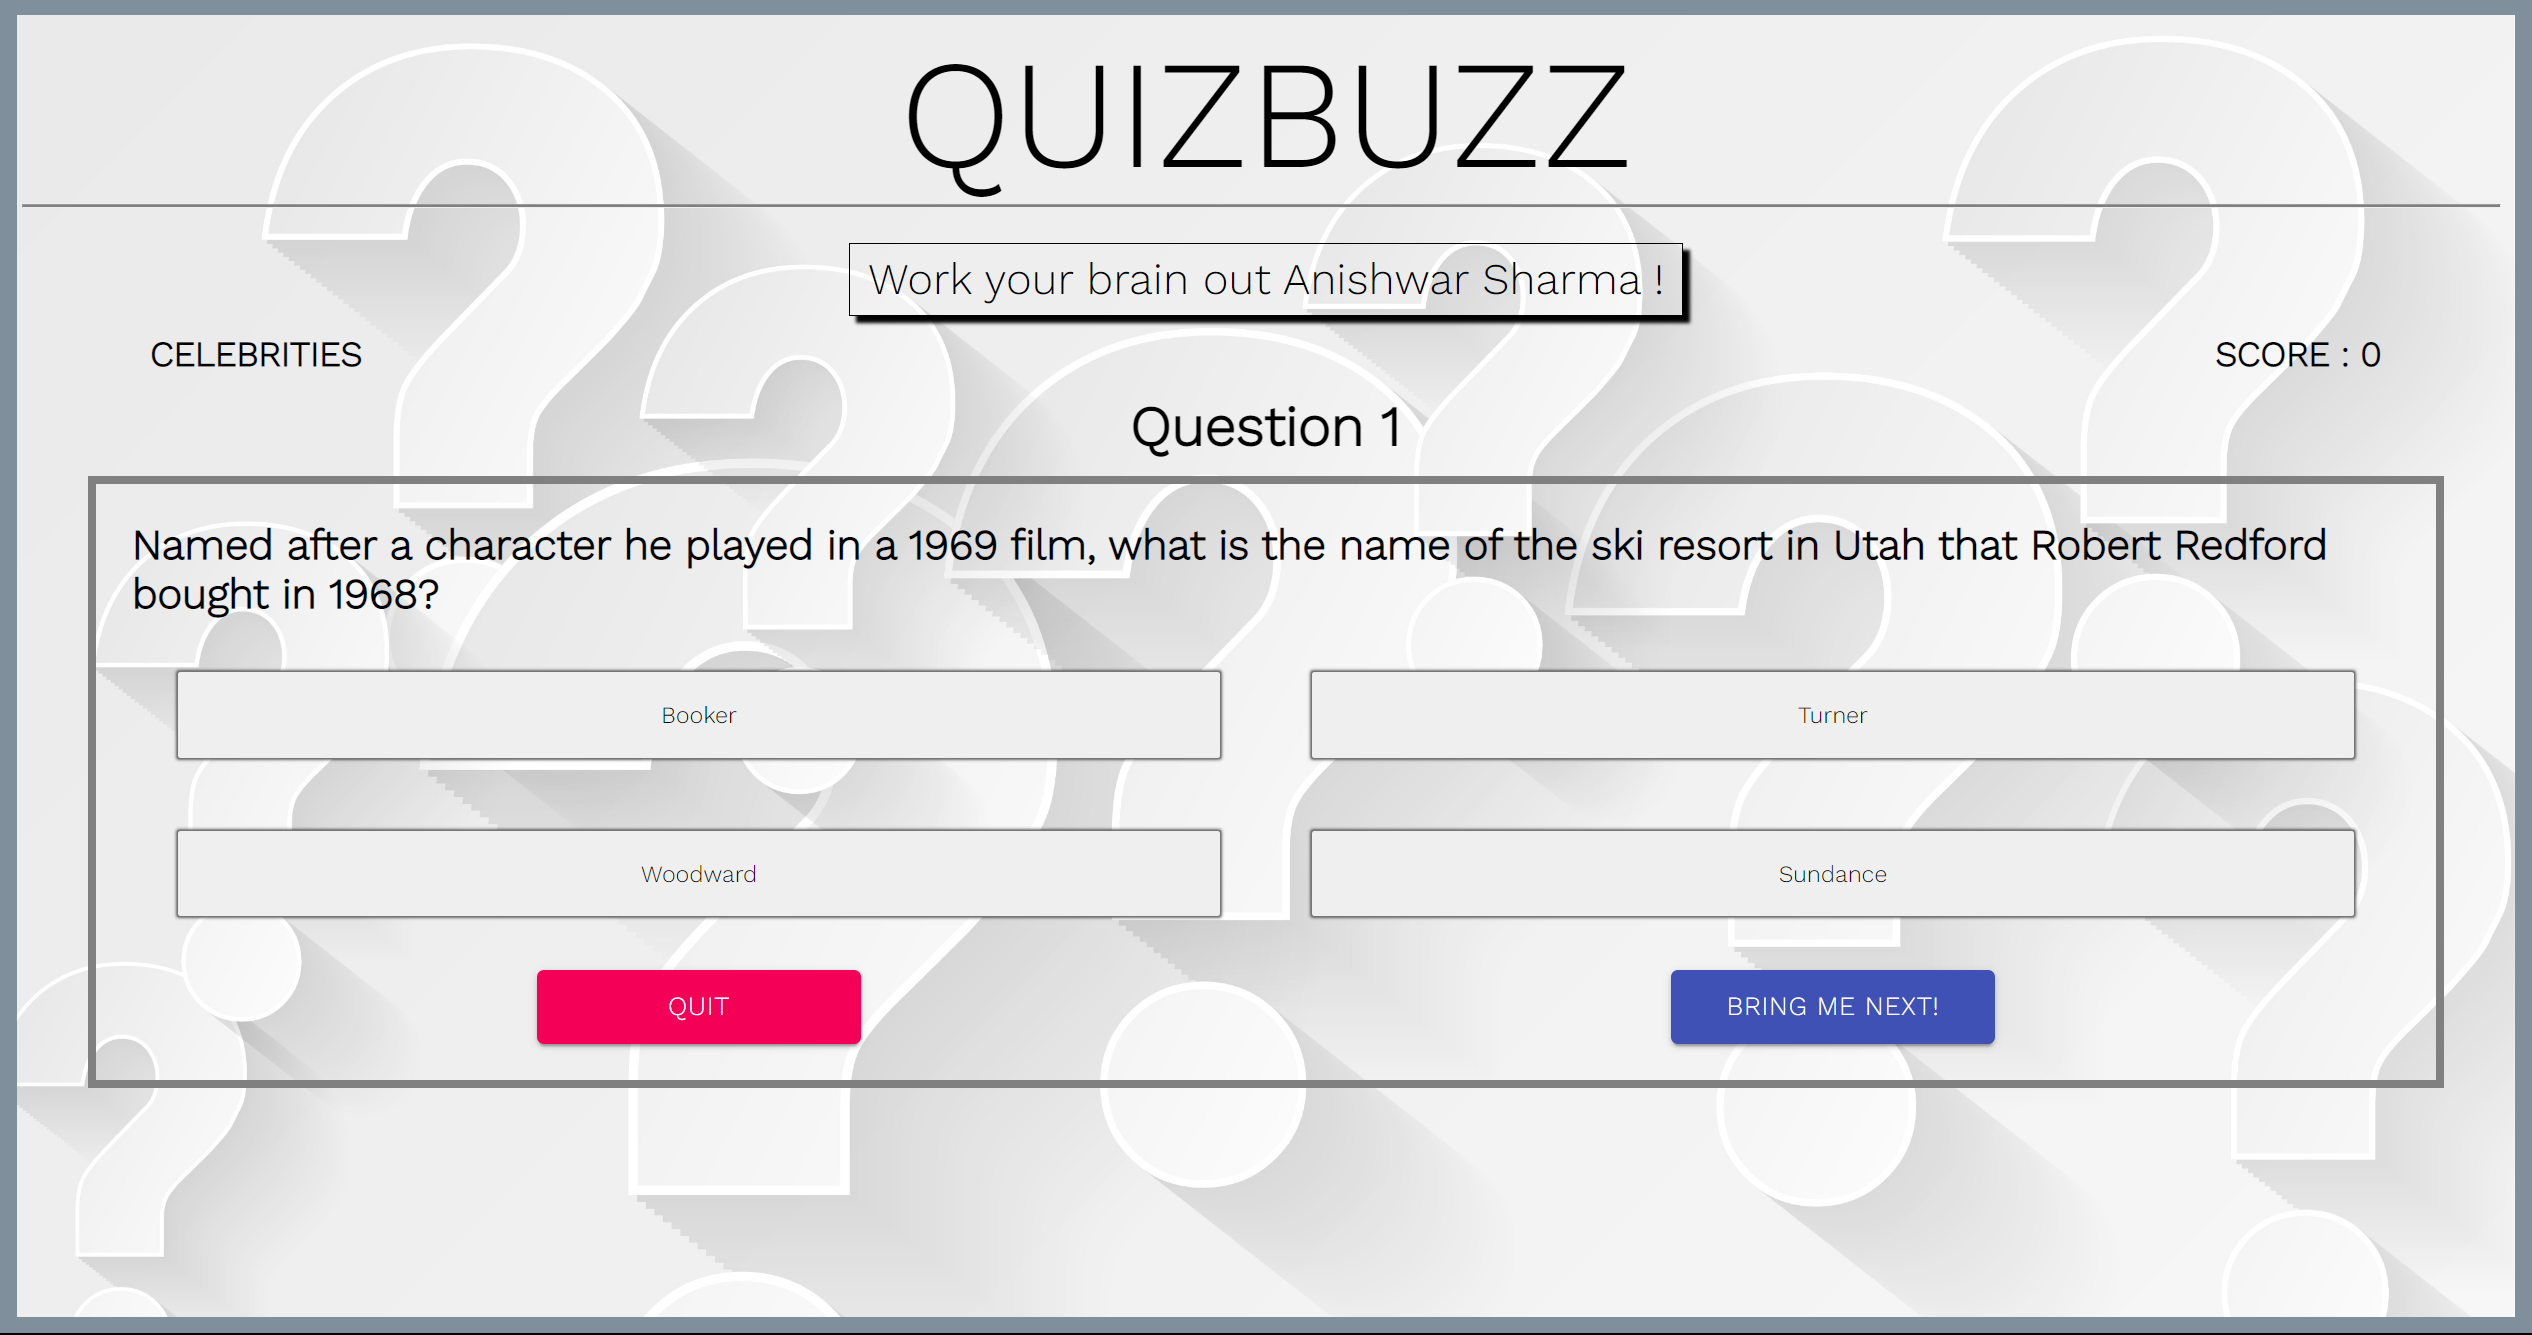 QUIZBUZZ
Work your brain out Anishwar Sharma !
CELEBRITIES
SCORE : 0
Question 1
Named after a character he played in a 1969 film, what is the name of the ski resort in Utah that Robert Redford
bought in 1968?
Booker
Turner
Woodward
Sundance
QUIT
BRING ME NEXT!